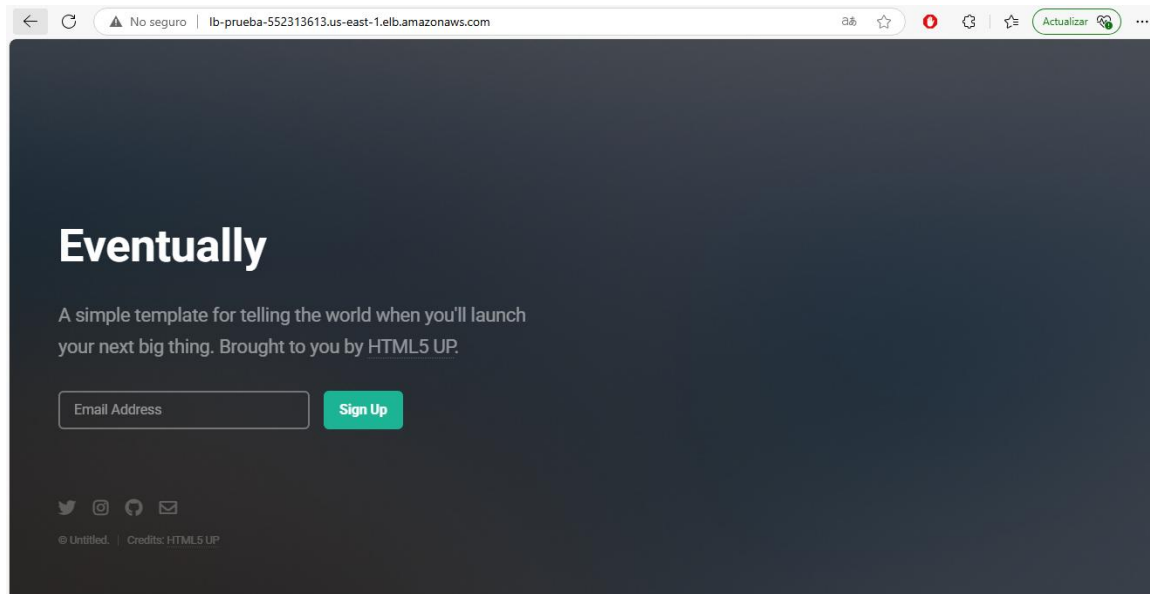 No seguro | lb-prueba-552313613.us-east-1.elb.amazonaws.com aあ Actualizar
Eventually
A simple template for telling the world when you'll launch
your next big thing. Brought to you by HTML5 UP.
Email Address Sign Up
© Untitled. | Credits: HTML5 UP